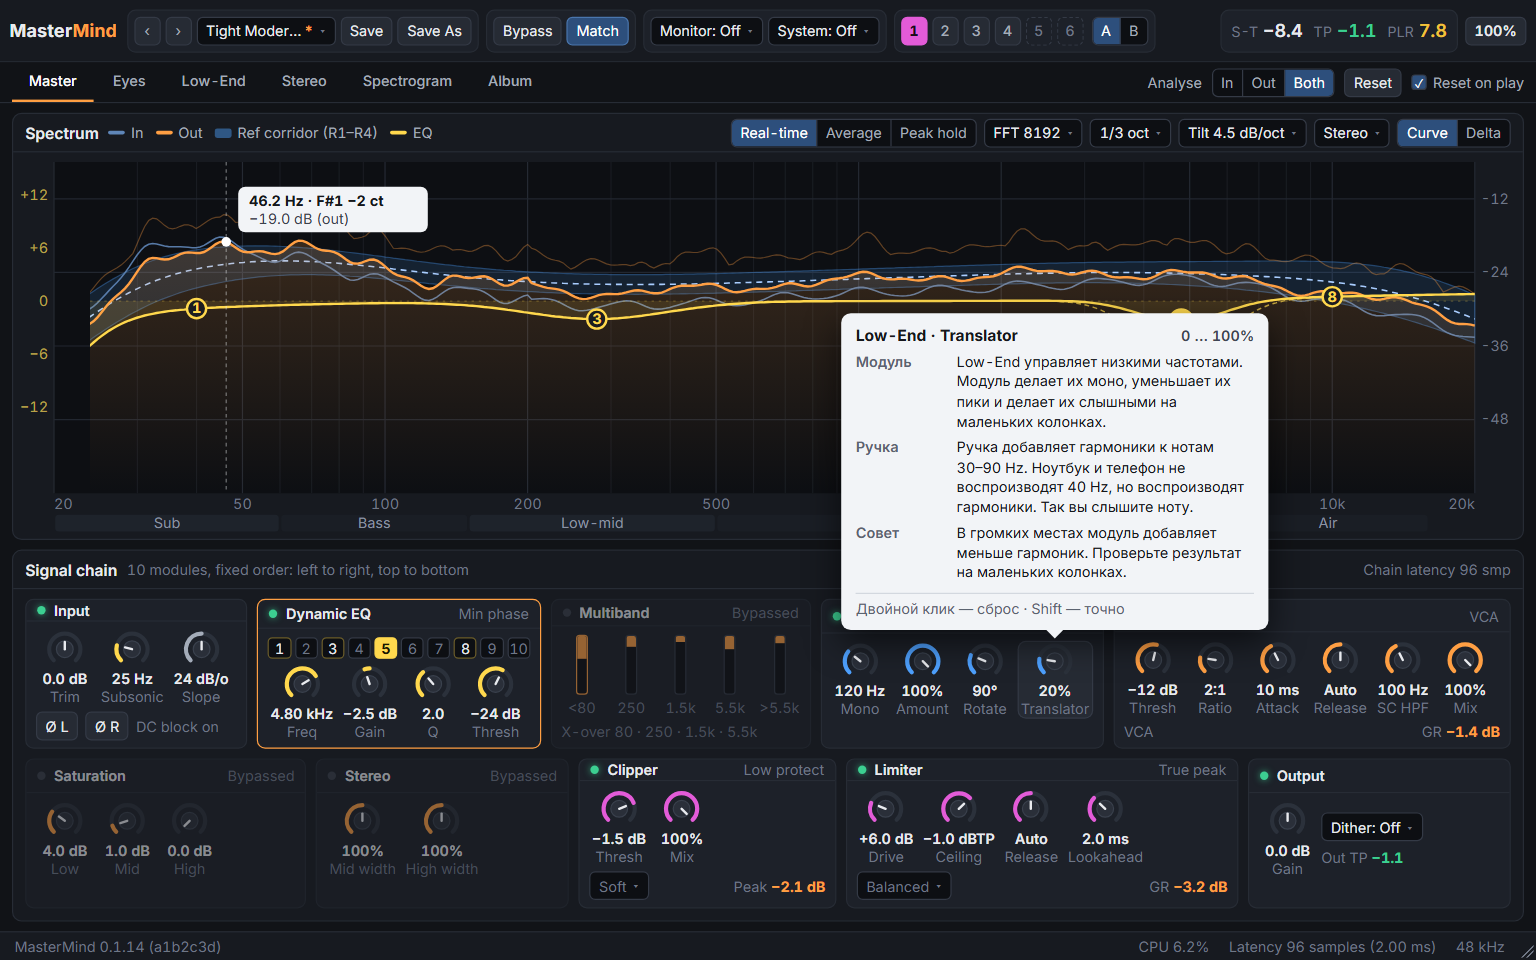 MasterMind ‹ › Tight Moder... * Save Save As Bypass Match Monitor: Off System: Off 1 2 3 4 5 6 A B S-T −8.4 TP −1.1 PLR 7.8 100%
Master Eyes Low-End Stereo Spectrogram Album Analyse In Out Both Reset ✓ Reset on play
Spectrum In Out Ref corridor (R1–R4) EQ Real-time Average Peak hold FFT 8192 1/3 oct Tilt 4.5 dB/oct Stereo Curve Delta
+12 −12
46.2 Hz · F#1 −2 ct
−19.0 dB (out)
+6 −24
0 1 3 8
−6 −36
−12 −48
20 50 100 200 500 10k 20k
Sub Bass Low-mid Air
Low-End · Translator 0 ... 100%
Модуль Low-End управляет низкими частотами.
Модуль делает их моно, уменьшает их
пики и делает их слышными на
маленьких колонках.
Ручка Ручка добавляет гармоники к нотам
30–90 Hz. Ноутбук и телефон не
воспроизводят 40 Hz, но воспроизводят
гармоники. Так вы слышите ноту.
Совет В громких местах модуль добавляет
меньше гармоник. Проверьте результат
на маленьких колонках.
Двойной клик — сброс · Shift — точно
Signal chain 10 modules, fixed order: left to right, top to bottom Chain latency 96 smp
Input
0.0 dB 25 Hz 24 dB/o
Trim Subsonic Slope
Ø L Ø R DC block on
Dynamic EQ Min phase
1 2 3 4 5 6 7 8 9 10
4.80 kHz −2.5 dB 2.0 −24 dB
Freq Gain Q Thresh
Multiband Bypassed
<80 250 1.5k 5.5k >5.5k
X-over 80 · 250 · 1.5k · 5.5k
120 Hz 100% 90° 20%
Mono Amount Rotate Translator
VCA
−12 dB 2:1 10 ms Auto 100 Hz 100%
Thresh Ratio Attack Release SC HPF Mix
VCA GR −1.4 dB
Saturation Bypassed
4.0 dB 1.0 dB 0.0 dB
Low Mid High
Stereo Bypassed
100% 100%
Mid width High width
Clipper Low protect
−1.5 dB 100%
Thresh Mix
Soft Peak −2.1 dB
Limiter True peak
+6.0 dB −1.0 dBTP Auto 2.0 ms
Drive Ceiling Release Lookahead
Balanced GR −3.2 dB
Output
Dither: Off
0.0 dB Out TP −1.1
Gain
MasterMind 0.1.14 (a1b2c3d) CPU 6.2% Latency 96 samples (2.00 ms) 48 kHz